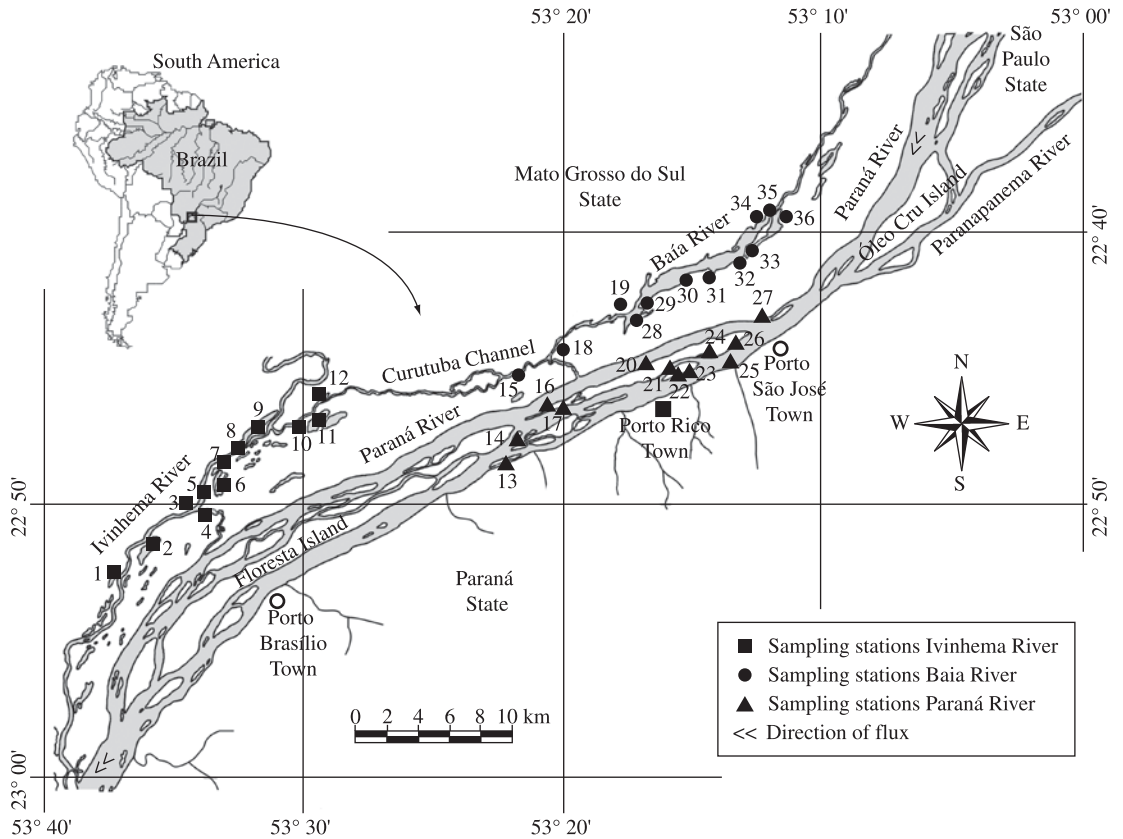 53° 20'
53° 10'
53° 00'
São
Paulo
State
South America
Brazil
Mato Grosso do Sul
State
Paraná River
Óleo Cru Island
Paranapanema River
Baía River
22° 40'
34
35
36
33
32
31
30
29
19
28
27
18
26
24
25
20
21
22
23
Porto
São José
Town
Curutuba Channel
15
16
17
12
9
10
11
8
7
14
13
Paraná River
Porto Rico
Town
N
W
E
S
Ivinhema River
5
6
3
4
2
1
22° 50'
22° 50'
Floresta Island
Paraná
State
Porto
Brasílio
Town
<<
<<
0 2 4 6 8 10 km
Sampling stations Ivinhema River
Sampling stations Baia River
Sampling stations Paraná River
<< Direction of flux
23° 00'
53° 40'
53° 30'
53° 20'